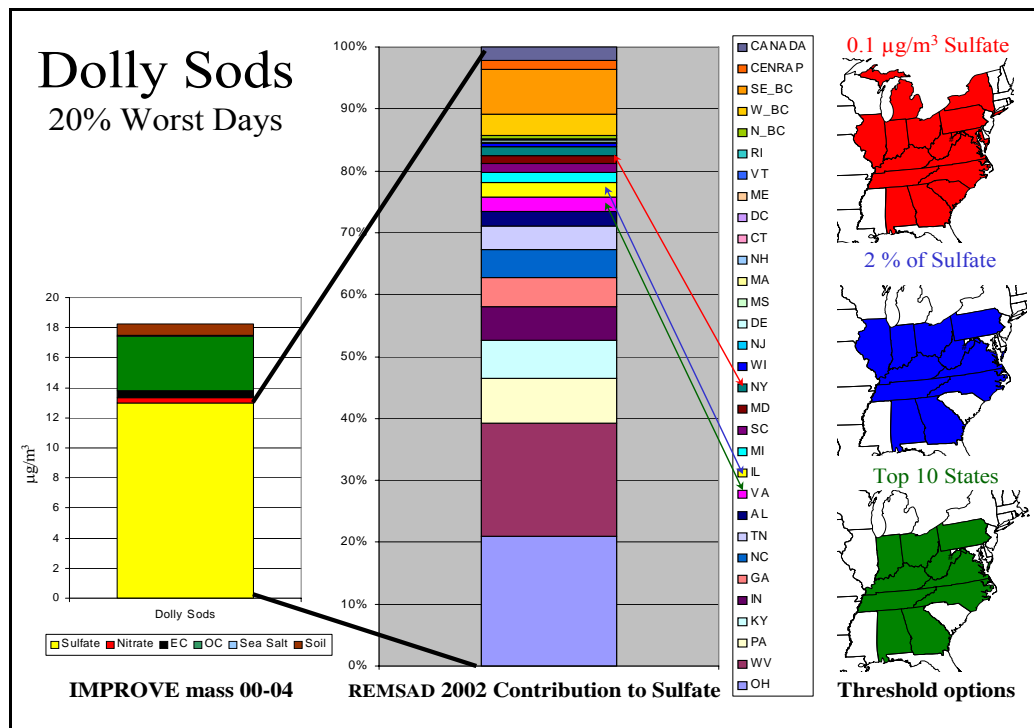 Dolly Sods
20% Worst Days
20
18
16
14
12
10
8
6
4
2
0
µg/m³
Dolly Sods
Sulfate Nitrate EC OC Sea Salt Soil
IMPROVE mass 00-04
100%
90%
80%
70%
60%
50%
40%
30%
20%
10%
0%
REMSAD 2002 Contribution to Sulfate
CANADA
CENRAP
SE_BC
W_BC
N_BC
RI
VT
ME
DC
CT
NH
MA
MS
DE
NJ
WI
NY
MD
SC
MI
IL
VA
AL
TN
NC
GA
IN
KY
PA
WV
OH
0.1 µg/m³ Sulfate
2 % of Sulfate
Top 10 States
Threshold options